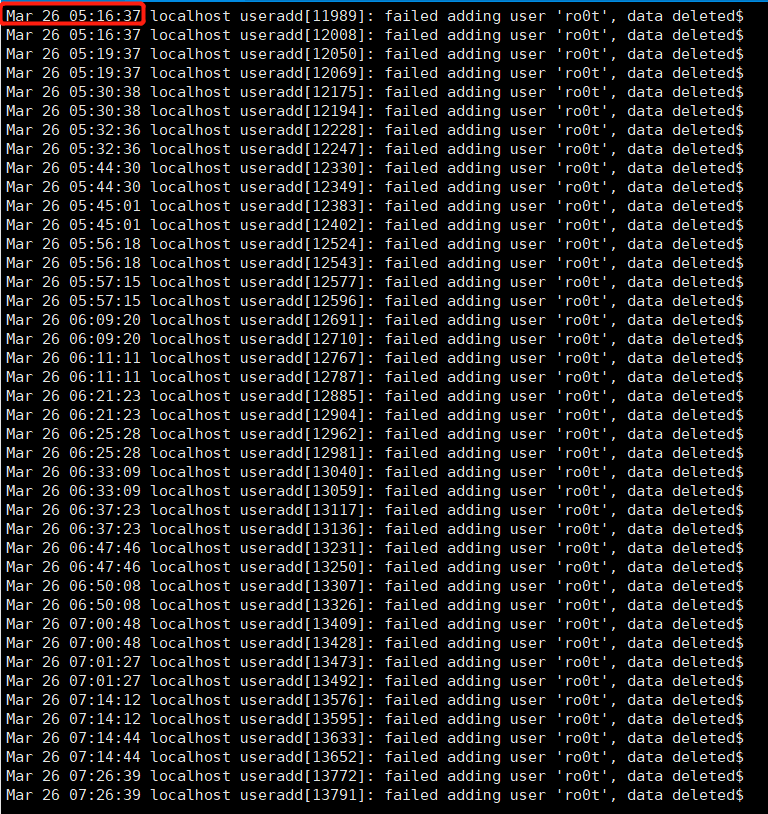 Mar 26 05:16:37 localhost useradd[11989]: failed adding user 'ro0t', data deleted$
Mar 26 05:16:37 localhost useradd[12008]: failed adding user 'ro0t', data deleted$
Mar 26 05:19:37 localhost useradd[12050]: failed adding user 'ro0t', data deleted$
Mar 26 05:19:37 localhost useradd[12069]: failed adding user 'ro0t', data deleted$
Mar 26 05:30:38 localhost useradd[12175]: failed adding user 'ro0t', data deleted$
Mar 26 05:30:38 localhost useradd[12194]: failed adding user 'ro0t', data deleted$
Mar 26 05:32:36 localhost useradd[12228]: failed adding user 'ro0t', data deleted$
Mar 26 05:32:36 localhost useradd[12247]: failed adding user 'ro0t', data deleted$
Mar 26 05:44:30 localhost useradd[12330]: failed adding user 'ro0t', data deleted$
Mar 26 05:44:30 localhost useradd[12349]: failed adding user 'ro0t', data deleted$
Mar 26 05:45:01 localhost useradd[12383]: failed adding user 'ro0t', data deleted$
Mar 26 05:45:01 localhost useradd[12402]: failed adding user 'ro0t', data deleted$
Mar 26 05:56:18 localhost useradd[12524]: failed adding user 'ro0t', data deleted$
Mar 26 05:56:18 localhost useradd[12543]: failed adding user 'ro0t', data deleted$
Mar 26 05:57:15 localhost useradd[12577]: failed adding user 'ro0t', data deleted$
Mar 26 05:57:15 localhost useradd[12596]: failed adding user 'ro0t', data deleted$
Mar 26 06:09:20 localhost useradd[12691]: failed adding user 'ro0t', data deleted$
Mar 26 06:09:20 localhost useradd[12710]: failed adding user 'ro0t', data deleted$
Mar 26 06:11:11 localhost useradd[12767]: failed adding user 'ro0t', data deleted$
Mar 26 06:11:11 localhost useradd[12787]: failed adding user 'ro0t', data deleted$
Mar 26 06:21:23 localhost useradd[12885]: failed adding user 'ro0t', data deleted$
Mar 26 06:21:23 localhost useradd[12904]: failed adding user 'ro0t', data deleted$
Mar 26 06:25:28 localhost useradd[12962]: failed adding user 'ro0t', data deleted$
Mar 26 06:25:28 localhost useradd[12981]: failed adding user 'ro0t', data deleted$
Mar 26 06:33:09 localhost useradd[13040]: failed adding user 'ro0t', data deleted$
Mar 26 06:33:09 localhost useradd[13059]: failed adding user 'ro0t', data deleted$
Mar 26 06:37:23 localhost useradd[13117]: failed adding user 'ro0t', data deleted$
Mar 26 06:37:23 localhost useradd[13136]: failed adding user 'ro0t', data deleted$
Mar 26 06:47:46 localhost useradd[13231]: failed adding user 'ro0t', data deleted$
Mar 26 06:47:46 localhost useradd[13250]: failed adding user 'ro0t', data deleted$
Mar 26 06:50:08 localhost useradd[13307]: failed adding user 'ro0t', data deleted$
Mar 26 06:50:08 localhost useradd[13326]: failed adding user 'ro0t', data deleted$
Mar 26 07:00:48 localhost useradd[13409]: failed adding user 'ro0t', data deleted$
Mar 26 07:00:48 localhost useradd[13428]: failed adding user 'ro0t', data deleted$
Mar 26 07:01:27 localhost useradd[13473]: failed adding user 'ro0t', data deleted$
Mar 26 07:01:27 localhost useradd[13492]: failed adding user 'ro0t', data deleted$
Mar 26 07:14:12 localhost useradd[13576]: failed adding user 'ro0t', data deleted$
Mar 26 07:14:12 localhost useradd[13595]: failed adding user 'ro0t', data deleted$
Mar 26 07:14:44 localhost useradd[13633]: failed adding user 'ro0t', data deleted$
Mar 26 07:14:44 localhost useradd[13652]: failed adding user 'ro0t', data deleted$
Mar 26 07:26:39 localhost useradd[13772]: failed adding user 'ro0t', data deleted$
Mar 26 07:26:39 localhost useradd[13791]: failed adding user 'ro0t', data deleted$